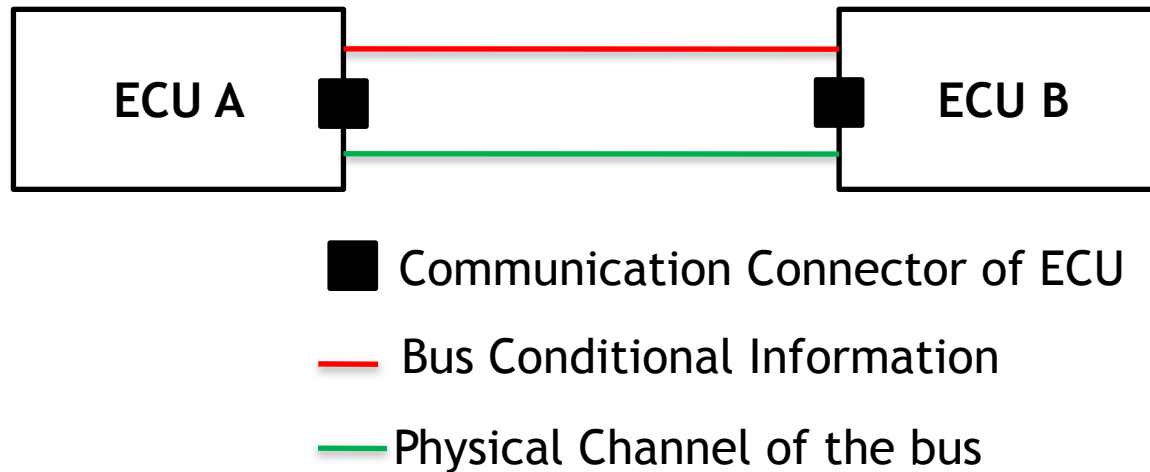 ECU A
ECU B
Communication Connector of ECU
Bus Conditional Information
Physical Channel of the bus